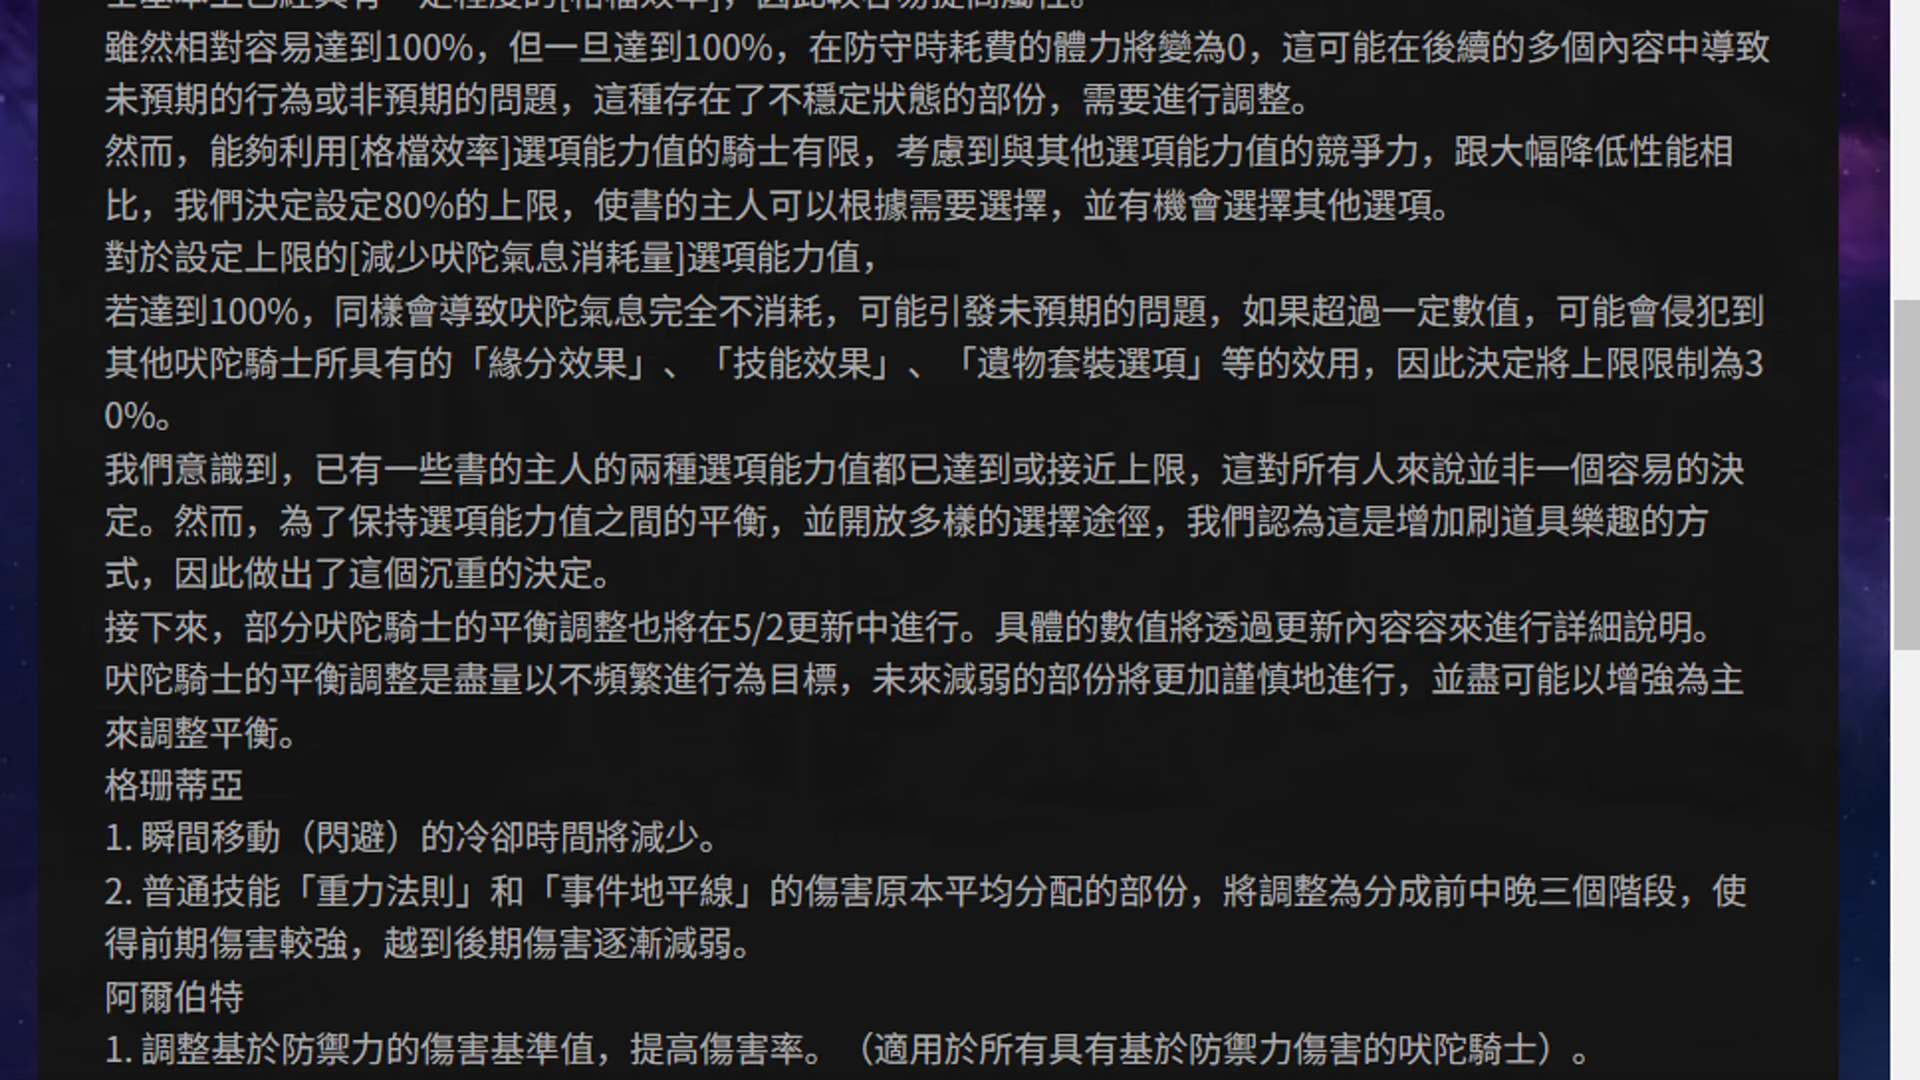 雖然相對容易達到100%，但一旦達到100%，在防守時耗費的體力將變為0，這可能在後續的多個內容中導致
未預期的行為或非預期的問題，這種存在了不穩定狀態的部份，需要進行調整。
然而，能夠利用[格檔效率]選項能力值的騎士有限，考慮到與其他選項能力值的競爭力，跟大幅降低性能相
比，我們決定設定80%的上限，使書的主人可以根據需要選擇，並有機會選擇其他選項。
對於設定上限的[減少吠陀氣息消耗量]選項能力值，
若達到100%，同樣會導致吠陀氣息完全不消耗，可能引發未預期的問題，如果超過一定數值，可能會侵犯到
其他吠陀騎士所具有的「緣分效果」、「技能效果」、「遺物套裝選項」等的效用，因此決定將上限限制為3
0%。
我們意識到，已有一些書的主人的兩種選項能力值都已達到或接近上限，這對所有人來說並非一個容易的決
定。然而，為了保持選項能力值之間的平衡，並開放多樣的選擇途徑，我們認為這是增加刷道具樂趣的方
式，因此做出了這個沉重的決定。
接下來，部分吠陀騎士的平衡調整也將在5/2更新中進行。具體的數值將透過更新內容容來進行詳細說明。
吠陀騎士的平衡調整是盡量以不頻繁進行為目標，未來減弱的部份將更加謹慎地進行，並盡可能以增強為主
來調整平衡。
格珊蒂亞
1. 瞬間移動（閃避）的冷卻時間將減少。
2. 普通技能「重力法則」和「事件地平線」的傷害原本平均分配的部份，將調整為分成前中晚三個階段，使
得前期傷害較強，越到後期傷害逐漸減弱。
阿爾伯特
1. 調整基於防禦力的傷害基準值，提高傷害率。（適用於所有具有基於防禦力傷害的吠陀騎士）。